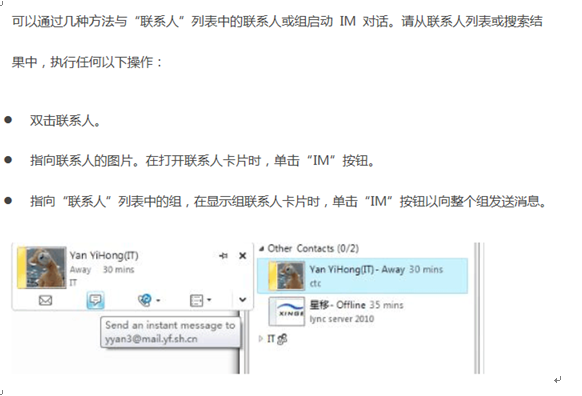 可以通过几种方法与“联系人”列表中的联系人或组启动 IM 对话。请从联系人列表或搜索结
果中，执行任何以下操作：
● 双击联系人。
● 指向联系人的图片。在打开联系人卡片时，单击“IM”按钮。
● 指向“联系人”列表中的组，在显示组联系人卡片时，单击“IM”按钮以向整个组发送消息。
Yan YiHong(IT)
Away 30 mins
IT
Send an instant message to
yyan3@mail.yf.sh.cn
Other Contacts (0/2)
Yan YiHong(IT) - Away 30 mins
ctc
星移 - Offline 35 mins
XINGE
lync server 2010
IT